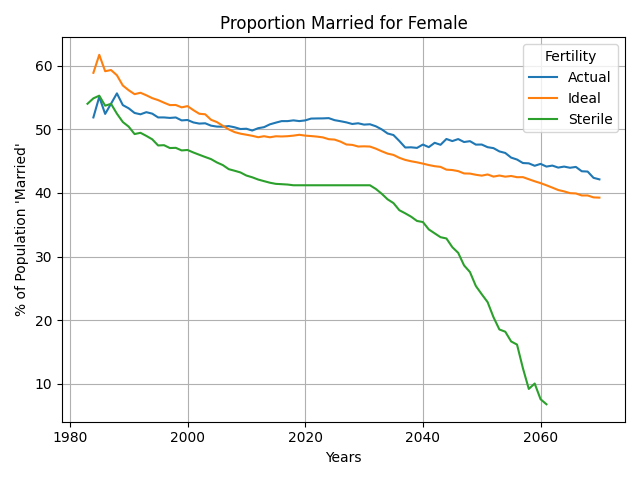 Proportion Married for Female
% of Population 'Married'
60
50
40
30
20
10
Fertility
Actual
Ideal
Sterile
1980
2000
2020
2040
2060
Years